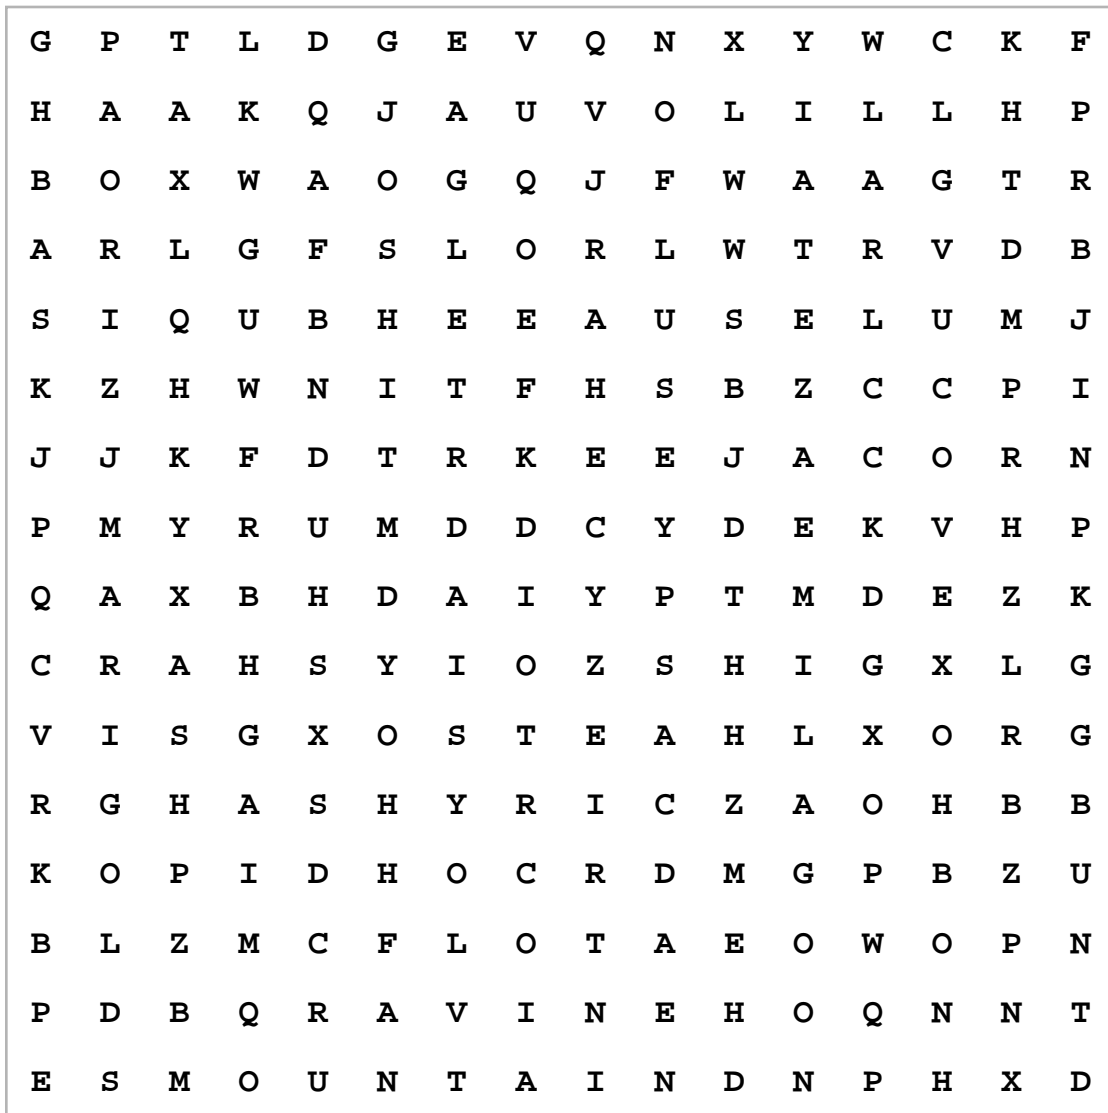 G P T L D G E V Q N X Y W C K F
H A A K Q J A U V O L I L L H P
B O X W A O G Q J F W A A G T R
A R L G F S L O R L W T R V D B
S I Q U B H E E A U S E L U M J
K Z H W N I T F H S B Z C C P I
J J K F D T R K E E J A C O R N
P M Y R U M D D C Y D E K V H P
Q A X B H D A I Y P T M D E Z K
C R A H S Y I O Z S H I G X L G
V I S G X O S T E A H L X O R G
R G H A S H Y R I C Z A O H B B
K O P I D H O C R D M G P B Z U
B L Z M C F L O T A E O W O P N
P D B Q R A V I N E H O Q N N T
E S M O U N T A I N D N P H X D